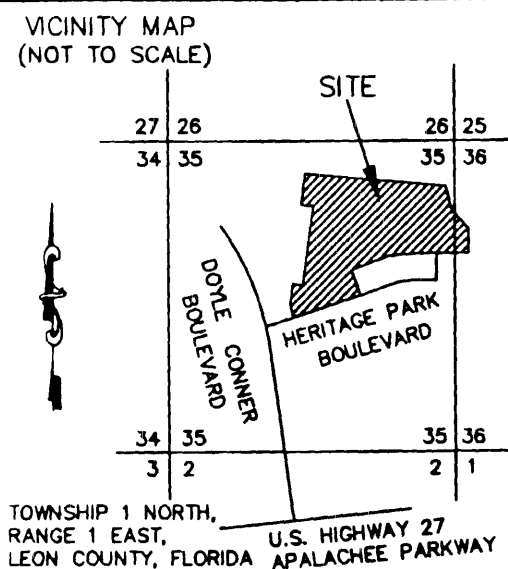 VICINITY MAP
(NOT TO SCALE)
SITE
27 26
26 25
34 35
35 36
DOYLE CONNER
BOULEVARD
HERITAGE PARK
BOULEVARD
34 35
35 36
3 2
2 1
TOWNSHIP 1 NORTH,
RANGE 1 EAST,
LEON COUNTY, FLORIDA
U.S. HIGHWAY 27
APALACHEE PARKWAY